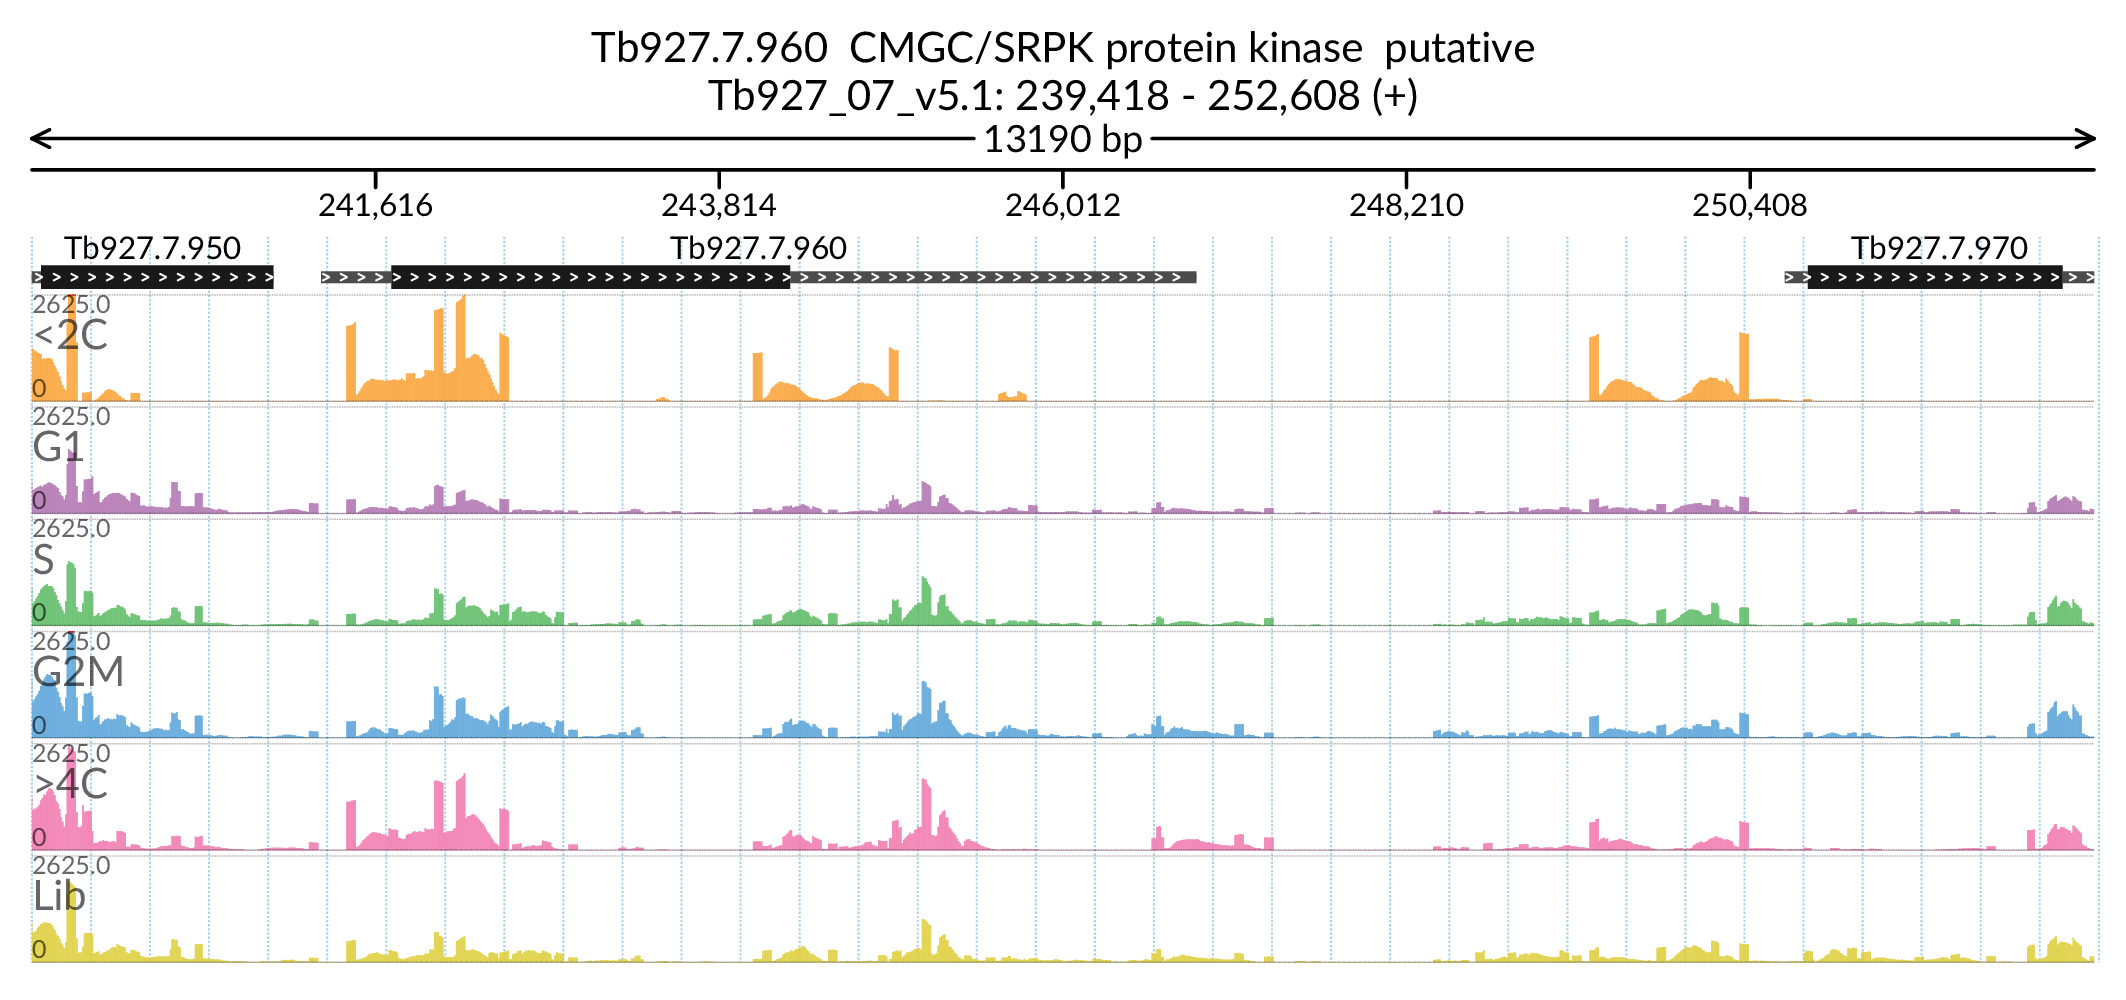 Tb927.7.960  CMGC/SRPK protein kinase  putative
Tb927_07_v5.1: 239,418 - 252,608 (+)
13190 bp
241,616 243,814 246,012 248,210 250,408
Tb927.7.950 Tb927.7.960 Tb927.7.970
2625.0
<2C
0
2625.0
G1
0
2625.0
S
0
2625.0
G2M
0
2625.0
>4C
0
2625.0
Lib
0